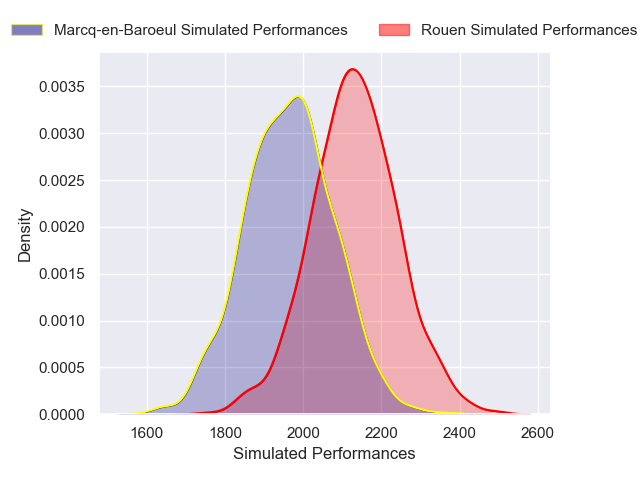 Marcq-en-Baroeul Simulated Performances
Rouen Simulated Performances
0.0035
0.0030
0.0025
0.0020
0.0015
0.0010
0.0005
0.0000
Density
1600 1800 2000 2200 2400 2600
Simulated Performances